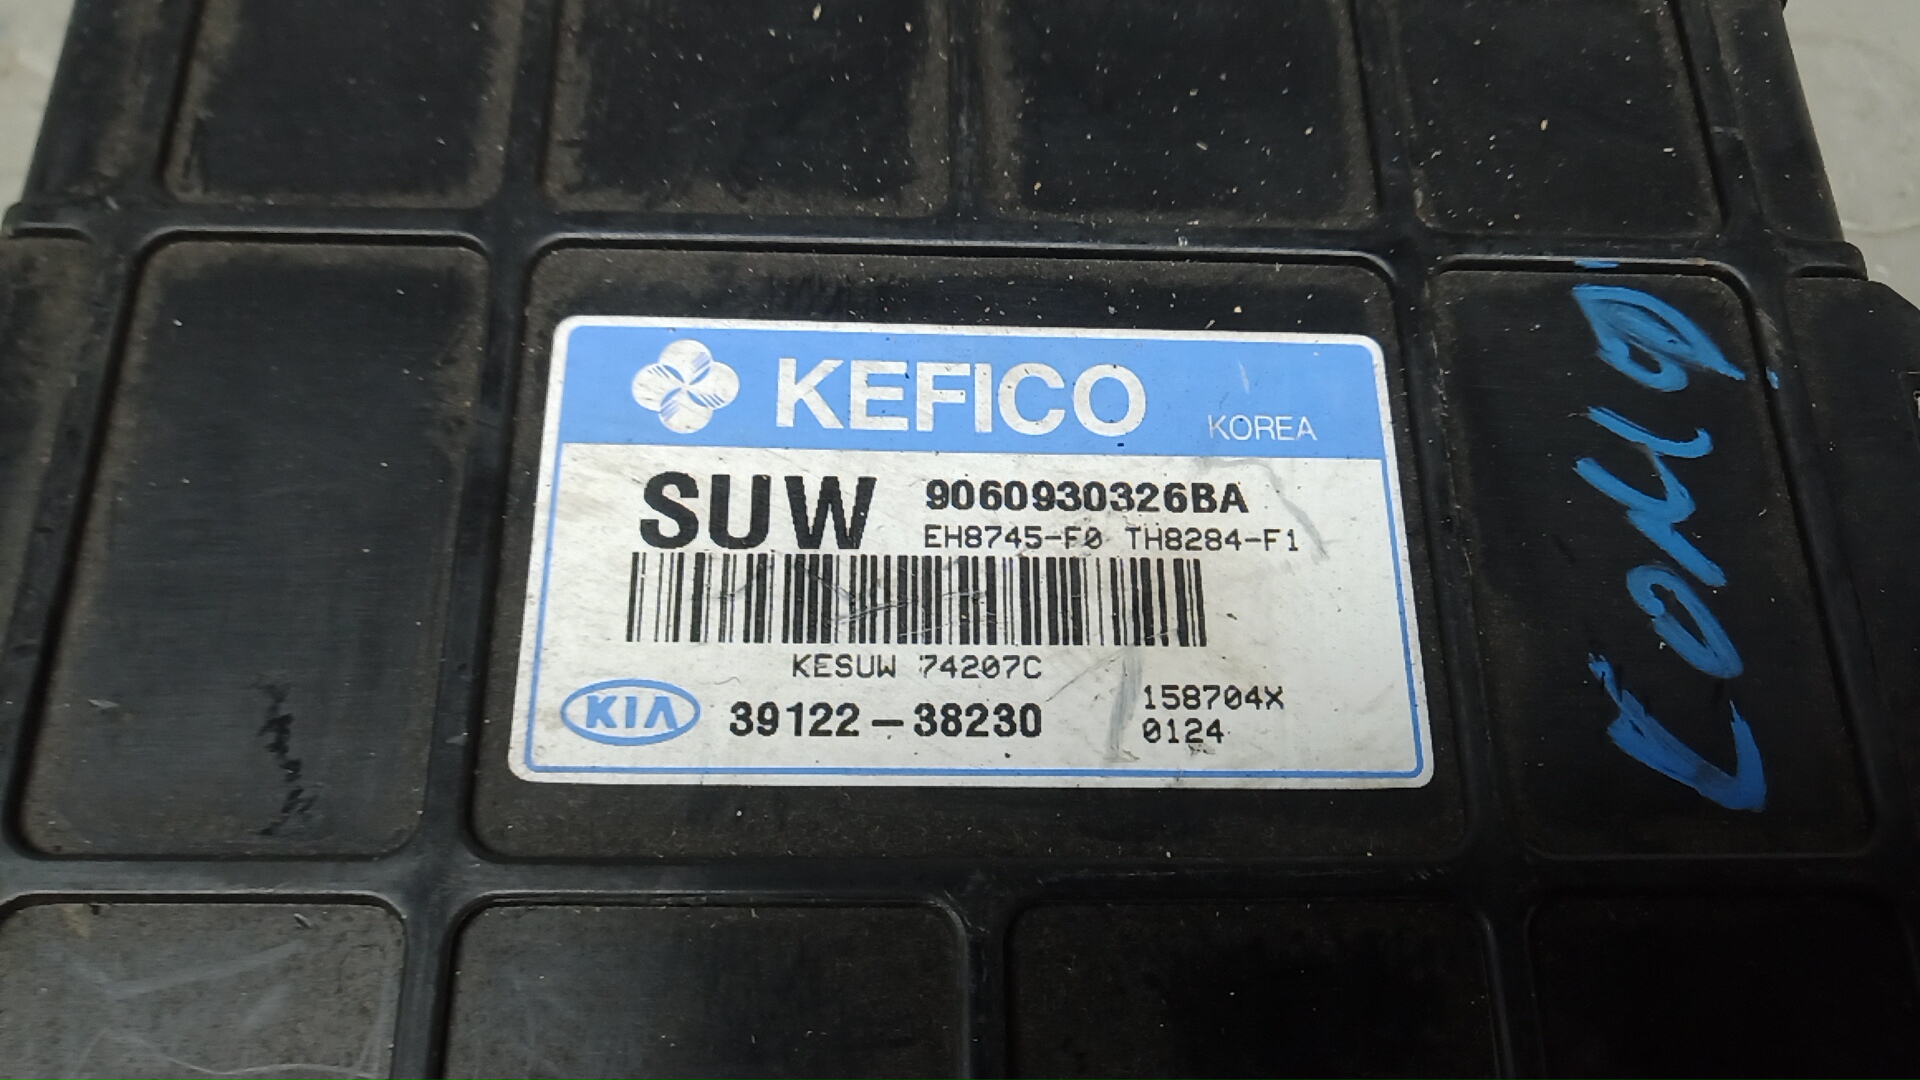 KEFICO KOREA
SUW 9060930326BA
EH8745-F0 TH8284-F1
KESUW 74207C
KIA 39122-38230
158704X
0124